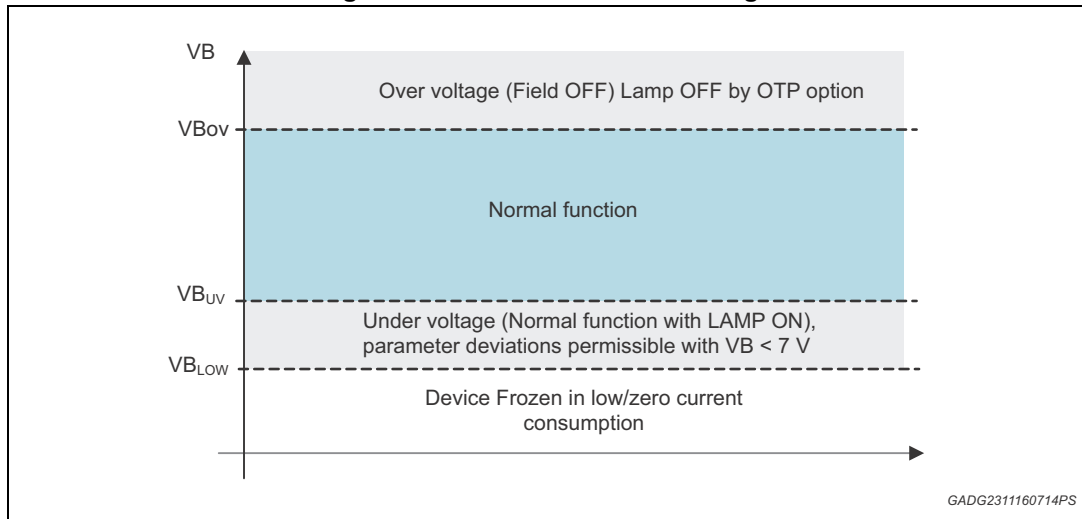 VB
Over voltage (Field OFF) Lamp OFF by OTP option
VBov
Normal function
VBUV
Under voltage (Normal function with LAMP ON),
parameter deviations permissible with VB < 7 V
VBLOW
Device Frozen in low/zero current
consumption
GADG2311160714PS